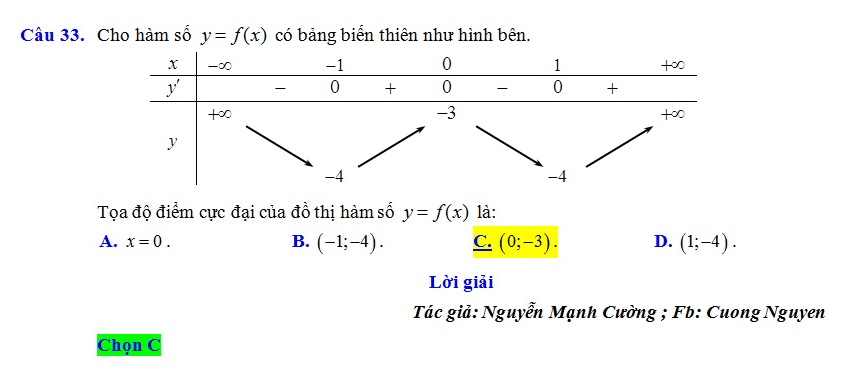 Câu 33. Cho hàm số y = f(x) có bảng biến thiên như hình bên.
x −∞ −1 0 1 +∞
y′ − 0 + 0 − 0 +
+∞ −3 +∞
y
−4 −4
Tọa độ điểm cực đại của đồ thị hàm số y = f(x) là:
A. x = 0 . B. (−1;−4) . C. (0;−3) . D. (1;−4) .
Lời giải
Tác giả: Nguyễn Mạnh Cường ; Fb: Cuong Nguyen
Chọn C